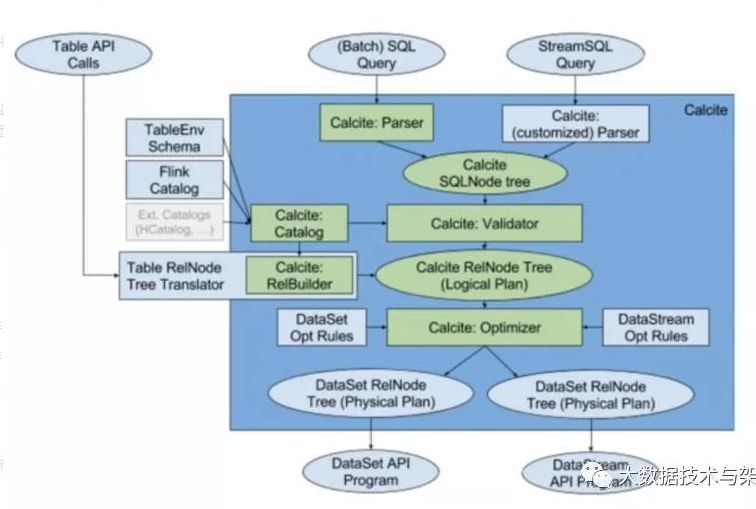 Table API
Calls
(Batch) SQL
Query
StreamSQL
Query
Calcite
Calcite: Parser
Calcite:
(customized) Parser
TableEnv
Schema
Calcite
SQLNode tree
Flink
Catalog
Ext. Catalogs
(HCatalog, ...)
Calcite:
Catalog
Calcite: Validator
Table RelNode
Tree Translator
Calcite:
RelBuilder
Calcite RelNode Tree
(Logical Plan)
DataSet
Opt Rules
Calcite: Optimizer
DataStream
Opt Rules
DataSet RelNode
Tree (Physical Plan)
DataSet RelNode
Tree (Physical Plan)
DataSet API
Program
DataStream
API Program
大数据技术与架